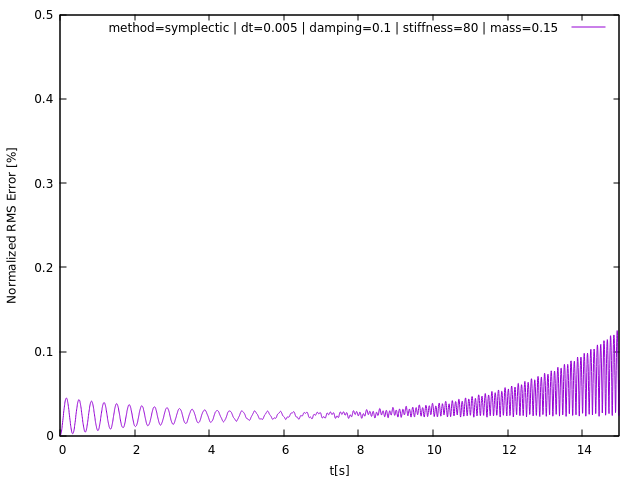 0.5
method=symplectic | dt=0.005 | damping=0.1 | stiffness=80 | mass=0.15
0.4
0.3
Normalized RMS Error [%]
0.2
0.1
0
0 2 4 6 8 10 12 14
t[s]